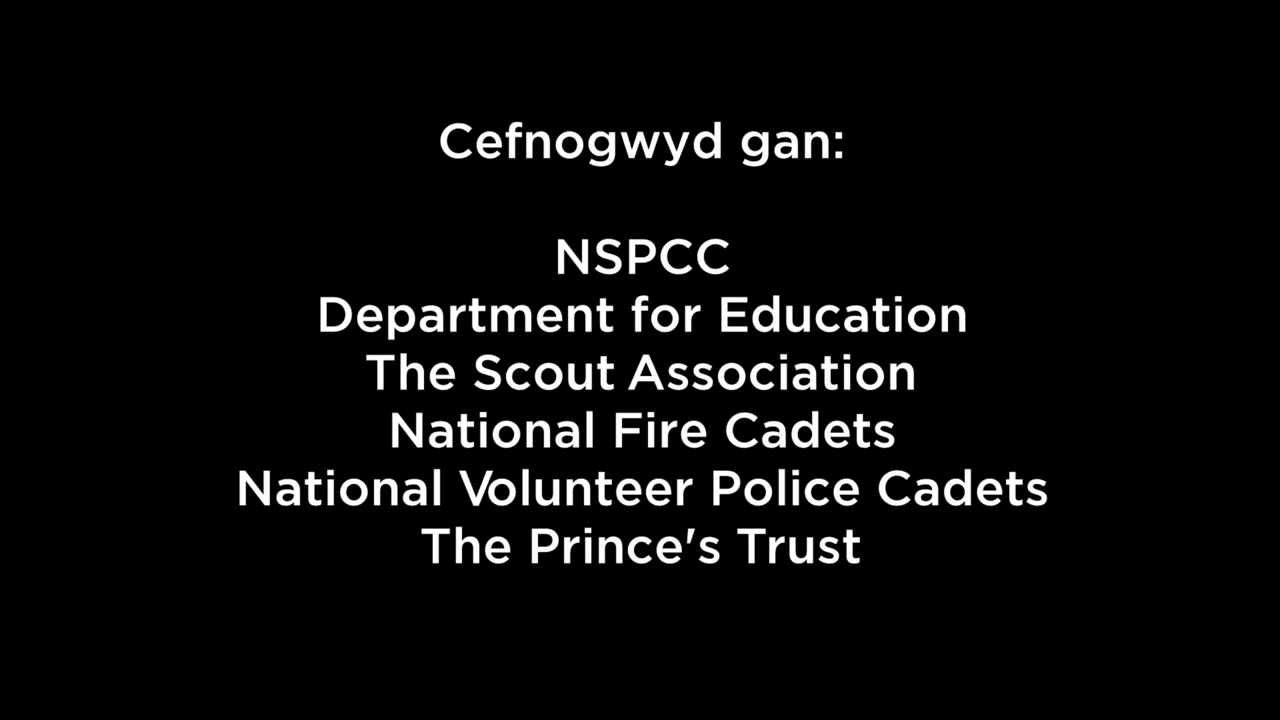 Cefnogwyd gan:
NSPCC
Department for Education
The Scout Association
National Fire Cadets
National Volunteer Police Cadets
The Prince's Trust